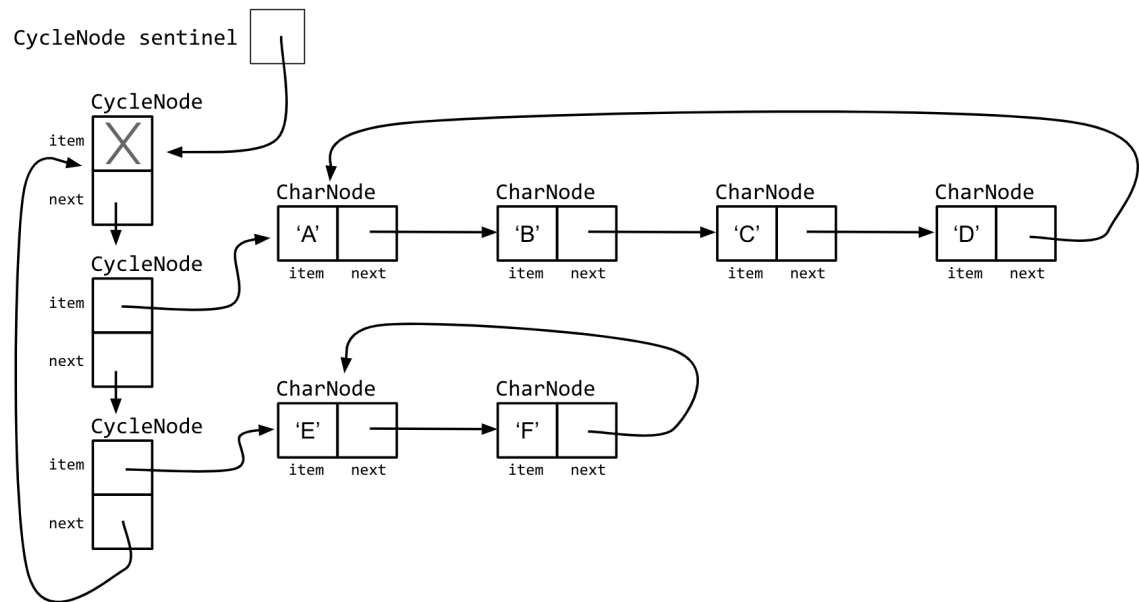 CycleNode sentinel
CycleNode
item
X
next
CharNode CharNode CharNode CharNode
‘A’ ‘B’ ‘C’ ‘D’
item next item next item next item next
CycleNode
item
next
CharNode CharNode
‘E’ ‘F’
item next item next
CycleNode
item
next